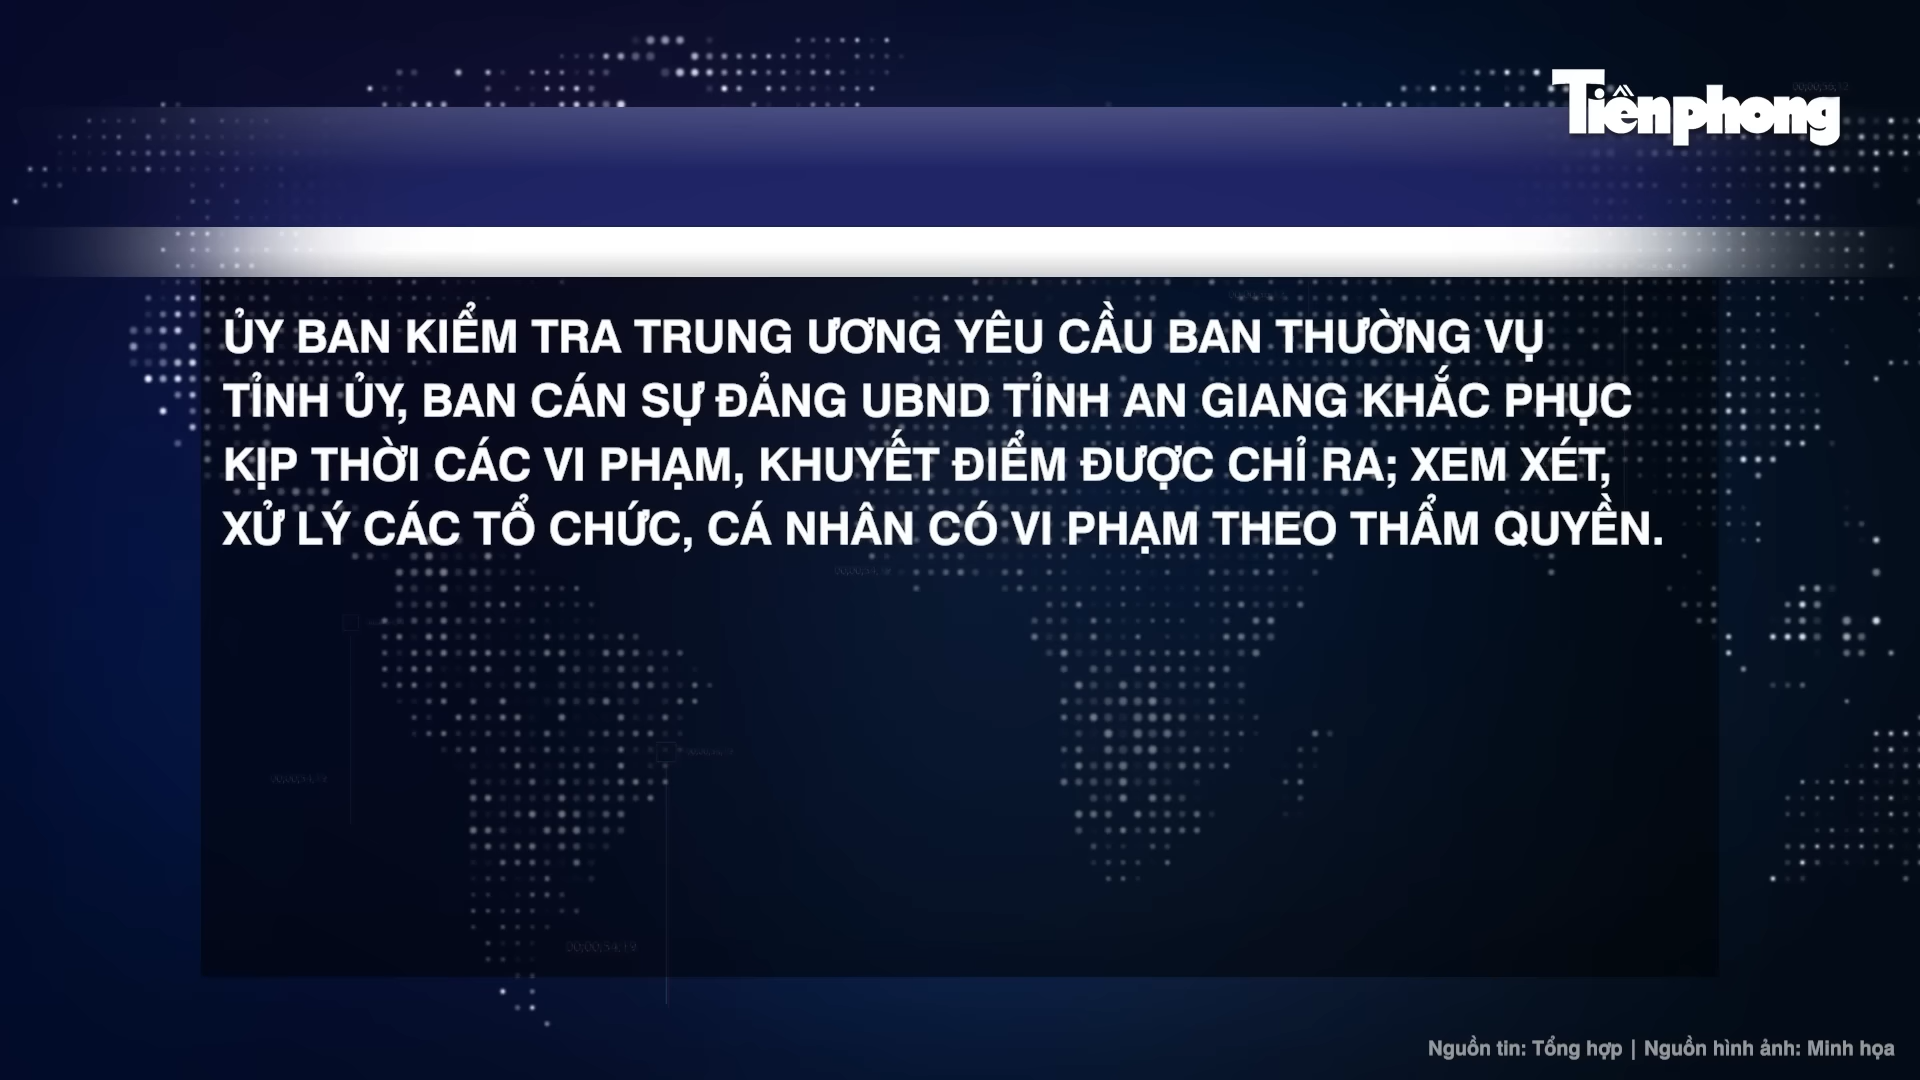 Tiền phong
ỦY BAN KIỂM TRA TRUNG ƯƠNG YÊU CẦU BAN THƯỜNG VỤ
TỈNH ỦY, BAN CÁN SỰ ĐẢNG UBND TỈNH AN GIANG KHẮC PHỤC
KỊP THỜI CÁC VI PHẠM, KHUYẾT ĐIỂM ĐƯỢC CHỈ RA; XEM XÉT,
XỬ LÝ CÁC TỔ CHỨC, CÁ NHÂN CÓ VI PHẠM THEO THẨM QUYỀN.
Nguồn tin: Tổng hợp | Nguồn hình ảnh: Minh họa